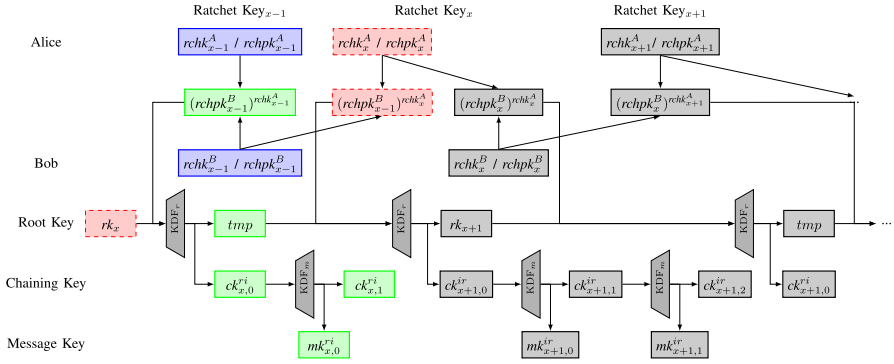 Ratchet Key_{x−1} Ratchet Key_x Ratchet Key_{x+1}
Alice rchk^A_{x−1} / rchpk^A_{x−1} rchk^A_x / rchpk^A_x rchk^A_{x+1} / rchpk^A_{x+1}
(rchpk^B_{x−1})^{rchk^A_{x−1}} (rchpk^B_{x−1})^{rchk^A_x} (rchpk^B_x)^{rchk^A_x} (rchpk^B_x)^{rchk^A_{x+1}} ...
Bob rchk^B_{x−1} / rchpk^B_{x−1} rchk^B_x / rchpk^B_x
Root Key rk_x KDF_r tmp KDF_r rk_{x+1} KDF_r tmp ...
Chaining Key ck^{ri}_{x,0} KDF_m ck^{ri}_{x,1} ck^{ir}_{x+1,0} KDF_m ck^{ir}_{x+1,1} KDF_m ck^{ir}_{x+1,2} ck^{ri}_{x+1,0}
Message Key mk^{ri}_{x,0} mk^{ir}_{x+1,0} mk^{ir}_{x+1,1}